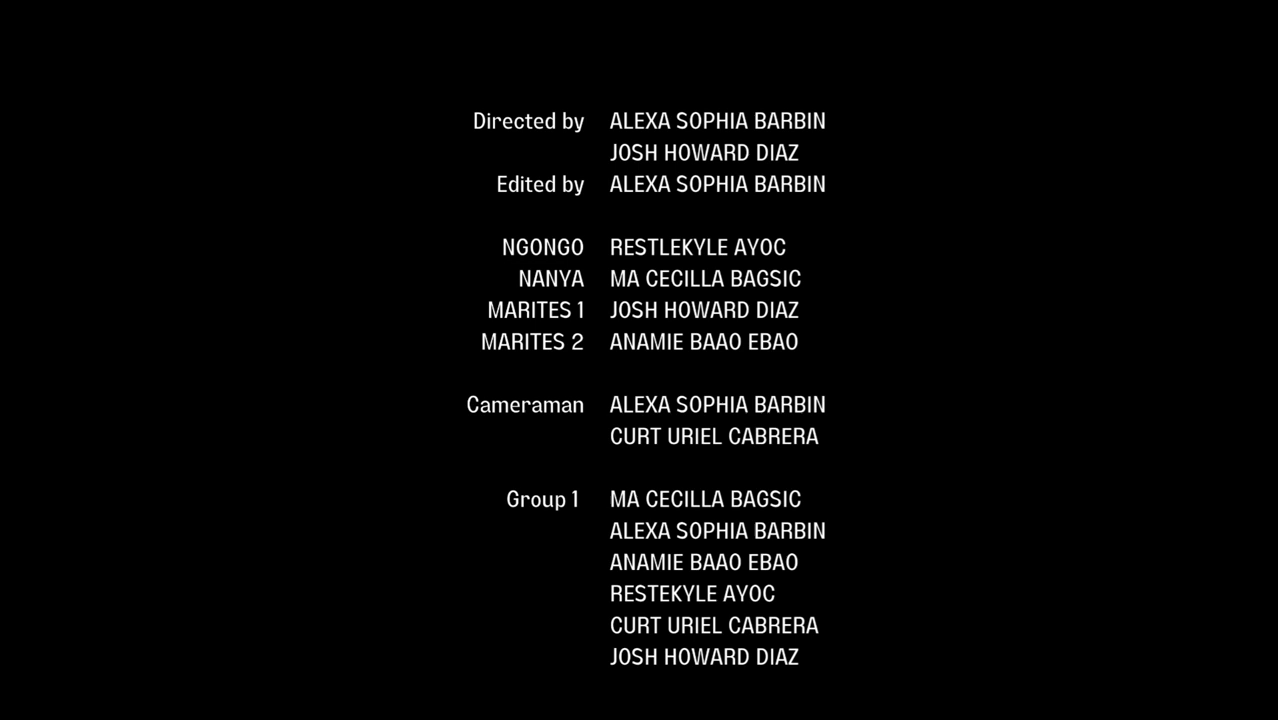 Directed by ALEXA SOPHIA BARBIN
JOSH HOWARD DIAZ
Edited by ALEXA SOPHIA BARBIN
NGONGO RESTLEKYLE AYOC
NANYA MA CECILLA BAGSIC
MARITES 1 JOSH HOWARD DIAZ
MARITES 2 ANAMIE BAAO EBAO
Cameraman ALEXA SOPHIA BARBIN
CURT URIEL CABRERA
Group 1 MA CECILLA BAGSIC
ALEXA SOPHIA BARBIN
ANAMIE BAAO EBAO
RESTEKYLE AYOC
CURT URIEL CABRERA
JOSH HOWARD DIAZ